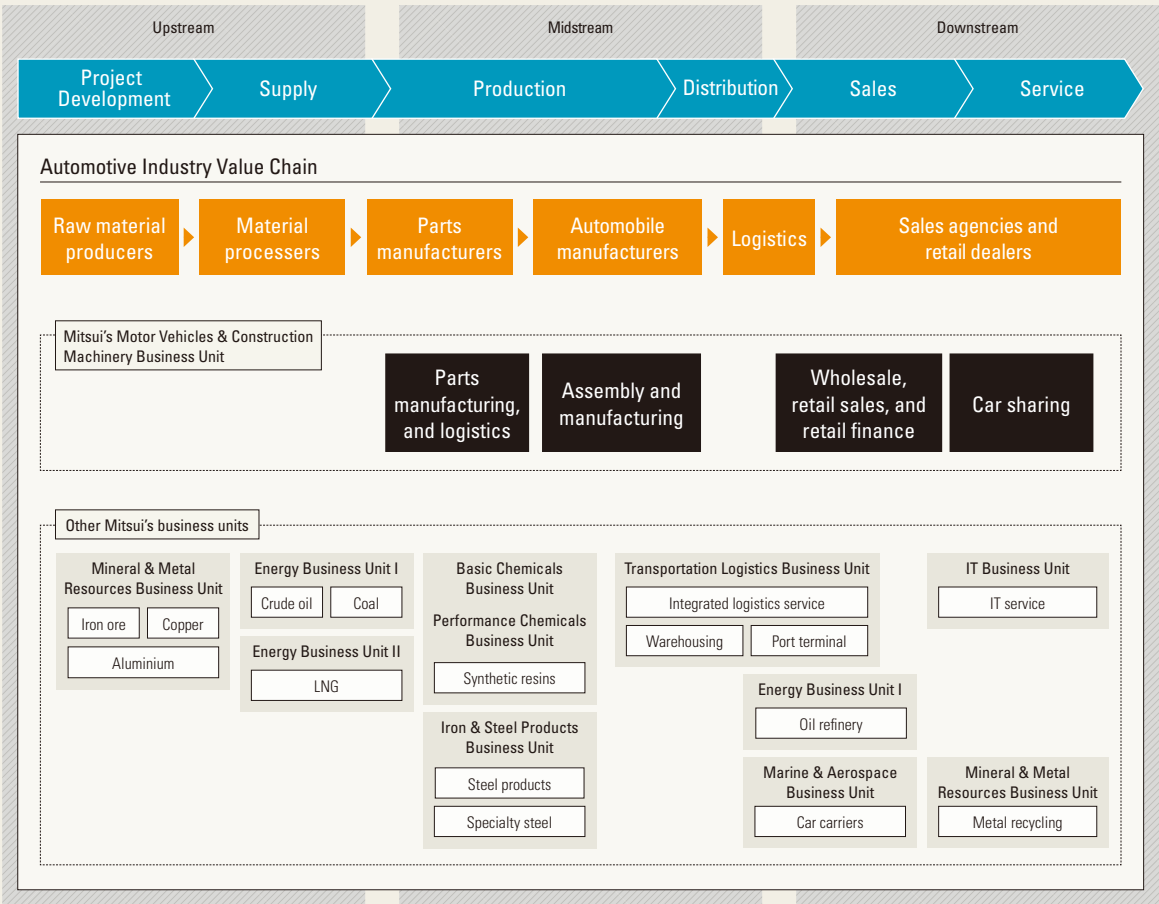 Upstream
Midstream
Downstream
Project
Development
Supply
Production
Distribution
Sales
Service
Automotive Industry Value Chain
Raw material
producers
Material
processers
Parts
manufacturers
Automobile
manufacturers
Logistics
Sales agencies and
retail dealers
Mitsui's Motor Vehicles & Construction
Machinery Business Unit
Parts
manufacturing,
and logistics
Assembly and
manufacturing
Wholesale,
retail sales, and
retail finance
Car sharing
Other Mitsui's business units
Mineral & Metal
Resources Business Unit
Iron ore
Copper
Aluminium
Energy Business Unit I
Crude oil
Coal
Energy Business Unit II
LNG
Basic Chemicals
Business Unit
Performance Chemicals
Business Unit
Synthetic resins
Iron & Steel Products
Business Unit
Steel products
Specialty steel
Transportation Logistics Business Unit
Integrated logistics service
Warehousing
Port terminal
Energy Business Unit I
Oil refinery
Marine & Aerospace
Business Unit
Car carriers
IT Business Unit
IT service
Mineral & Metal
Resources Business Unit
Metal recycling